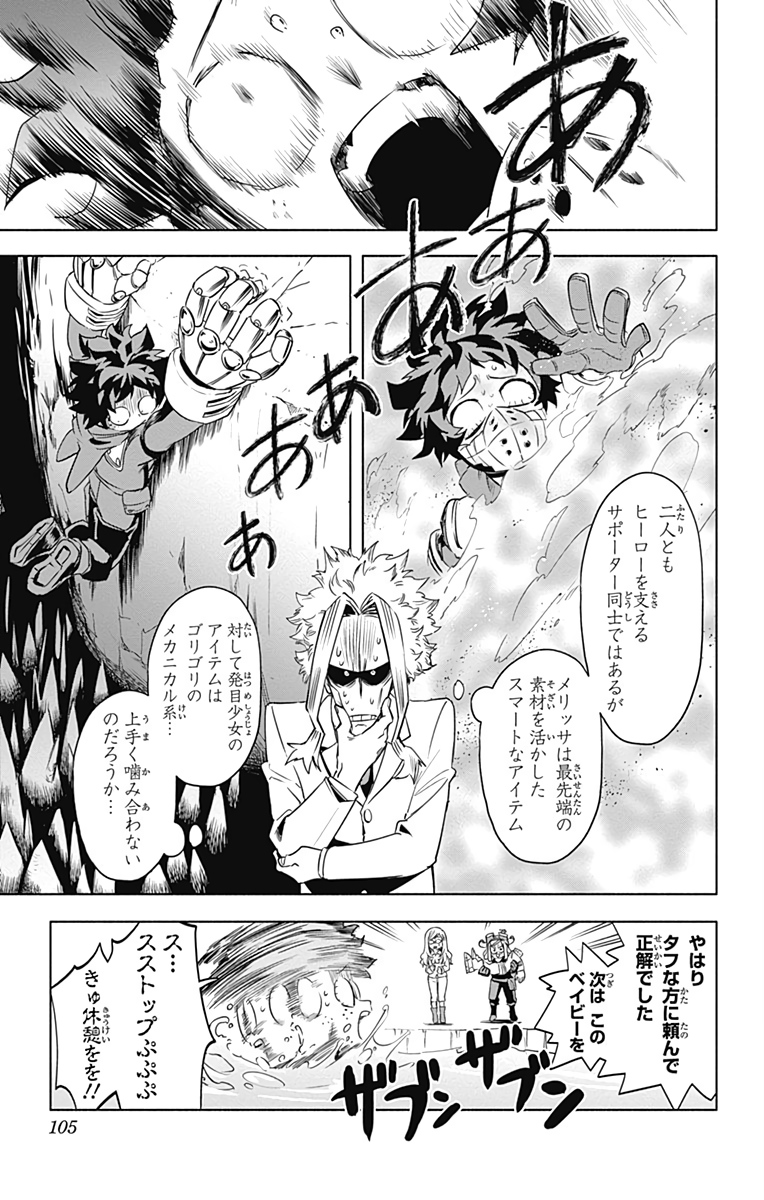 あ
あ
あ
あ
あ
あ
二人とも
ヒーローを支える
サポーター同士ではあるが
メリッサは最先端の
素材を活かした
スマートなアイテム
対して発目少女の
アイテムは
ゴリゴリの
メカニカル系…
上手く噛み合わない
のだろうか…
やはり
タフな方に頼んで
正解でした
次は この
ベイビーを
ザブン
ザブン
ス…
スストップぷぷぷ
きゅ休憩をを!!
105